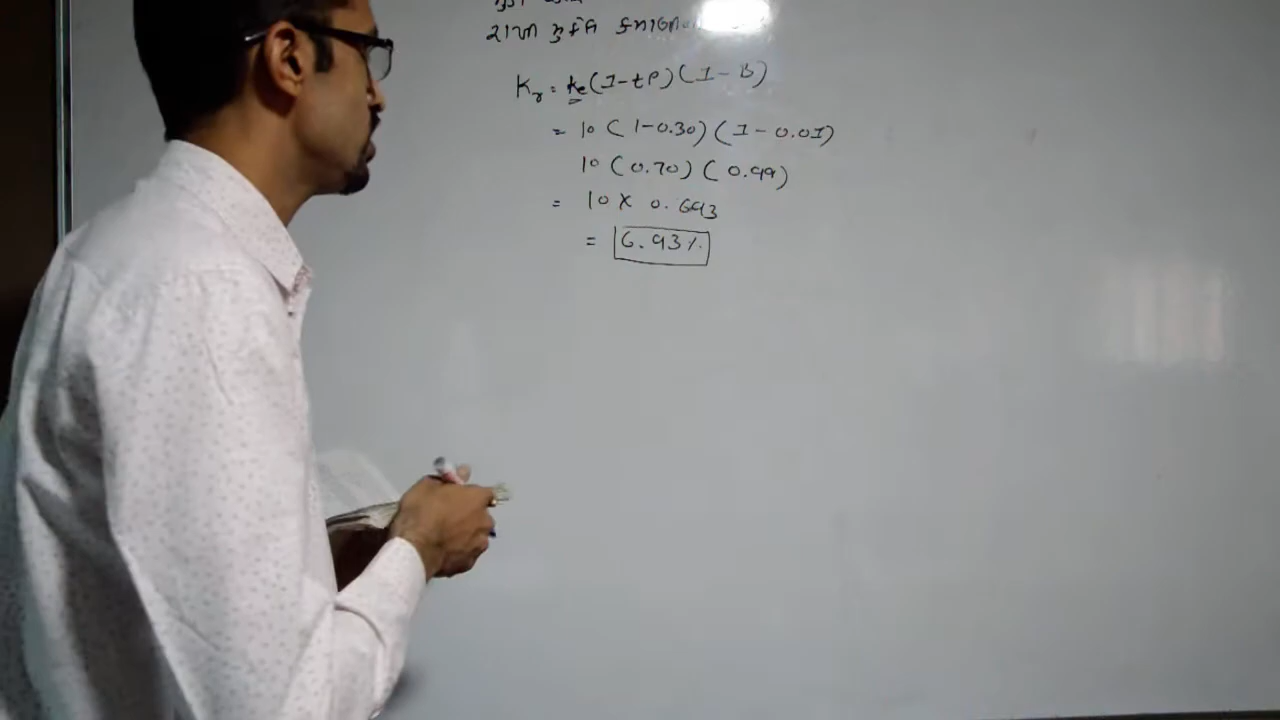 Kr = ke(1-tp)(1-B)
= 10 (1-0.30) (1-0.01)
10 (0.70) (0.99)
= 10 X 0.693
= 6.93%